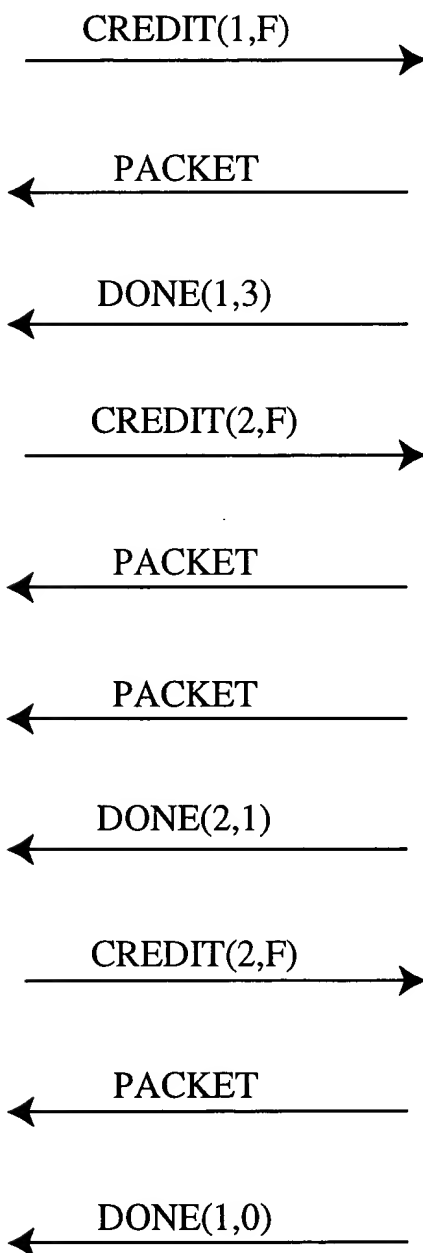 CREDIT(1,F)
PACKET
DONE(1,3)
CREDIT(2,F)
PACKET
PACKET
DONE(2,1)
CREDIT(2,F)
PACKET
DONE(1,0)